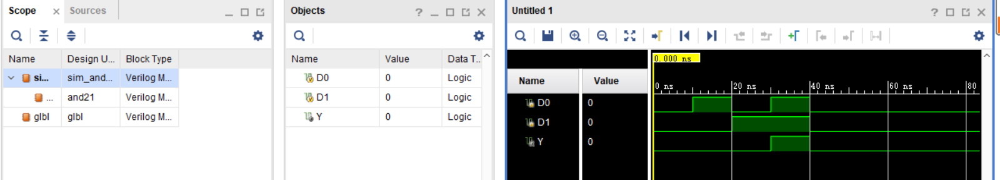 Scope × Sources
Name Design U... Block Type
si... sim_and... Verilog M...
... and21 Verilog M...
glbl glbl Verilog M...
Objects
Name Value Data T...
D0 0 Logic
D1 0 Logic
Y 0 Logic
Untitled 1
0.000 ns
Name Value
0 ns 20 ns 40 ns 60 ns 80
D0 0
D1 0
Y 0